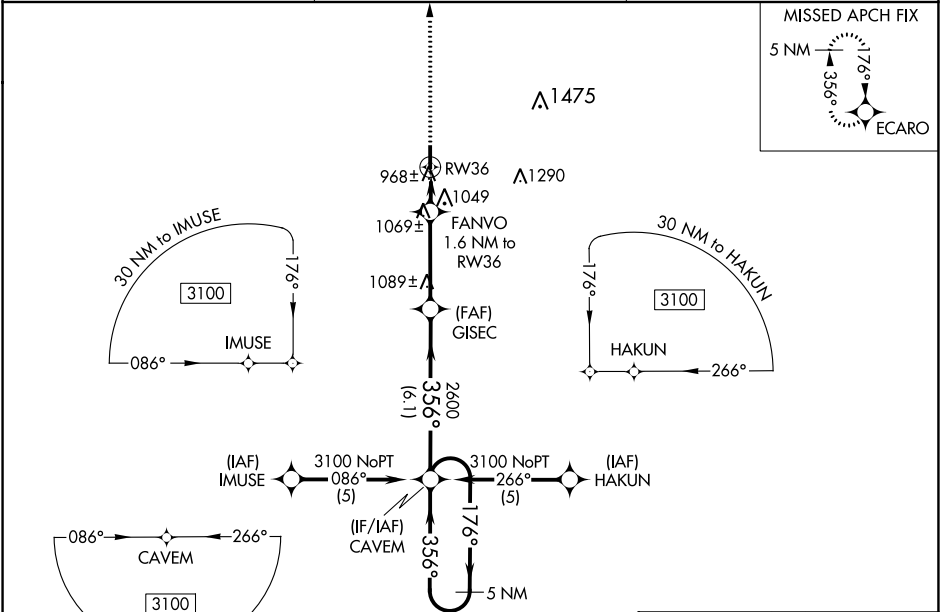 MISSED APCH FIX
5 NM
176°
356°
ECARO
1475
968±
RW36
1290
1049
1069±
FANVO
1.6 NM to
RW36
30 NM to IMUSE
176°
3100
IMUSE
086°
30 NM to HAKUN
176°
3100
HAKUN
266°
1089±
(FAF)
GISEC
2600
356°
(6.1)
(IAF)
IMUSE
3100 NoPT
086°
(5)
3100 NoPT
266°
(5)
(IAF)
HAKUN
(IF/IAF)
CAVEM
176°
356°
5 NM
086°
266°
CAVEM
3100